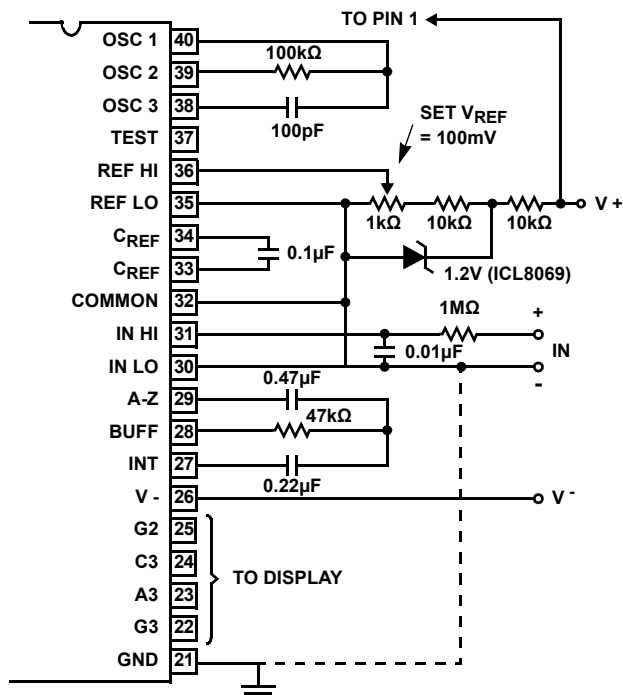 TO PIN 1
OSC 1 40
100kΩ
OSC 2 39
OSC 3 38
100pF
SET VREF
= 100mV
TEST 37
REF HI 36
REF LO 35
1kΩ 10kΩ 10kΩ
V +
CREF 34
0.1µF
CREF 33
1.2V (ICL8069)
COMMON 32
1MΩ
+
IN HI 31
0.01µF
IN
IN LO 30
-
0.47µF
A-Z 29
47kΩ
BUFF 28
INT 27
0.22µF
V - 26
V -
G2 25
C3 24
TO DISPLAY
A3 23
G3 22
GND 21